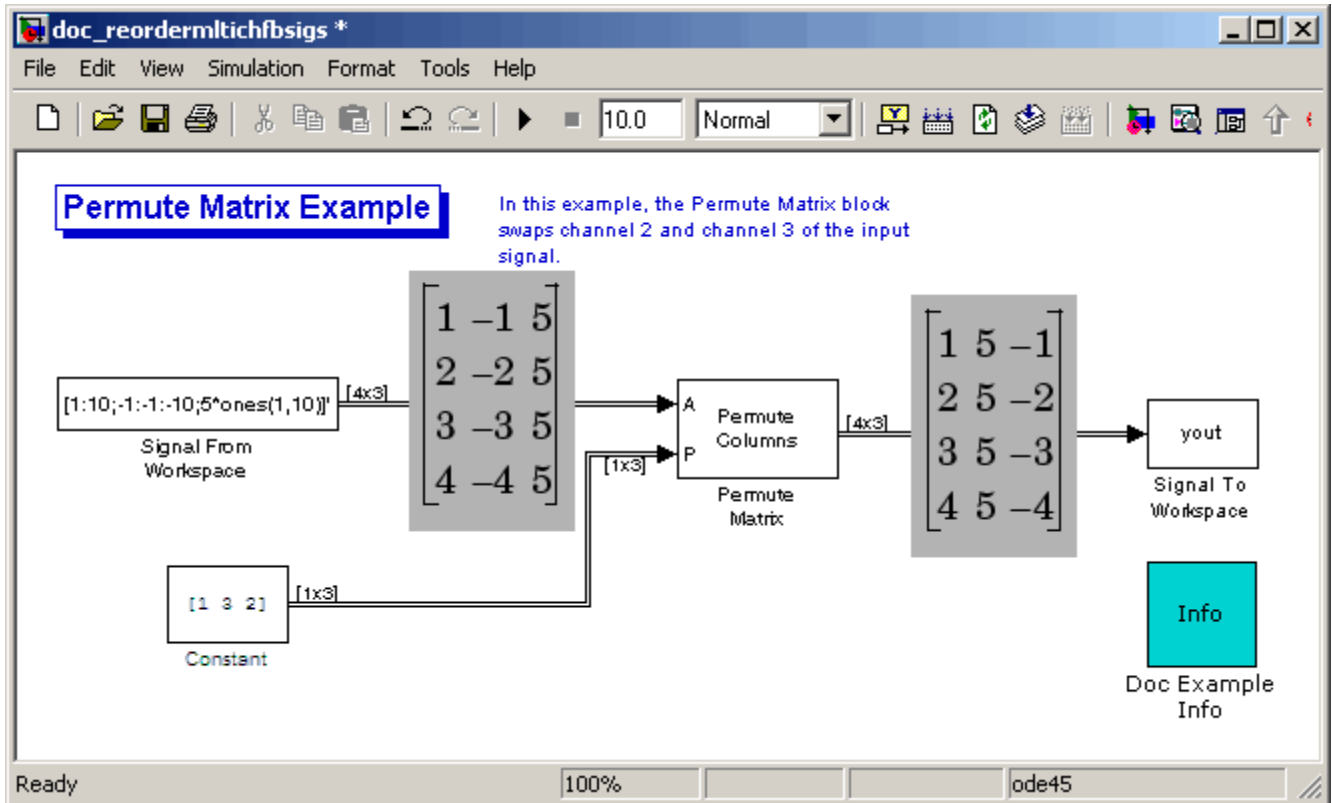 doc_reordermltichfbsigs *
File Edit View Simulation Format Tools Help
10.0 Normal
Permute Matrix Example
In this example, the Permute Matrix block
swaps channel 2 and channel 3 of the input
signal.
[1:10;-1:-1:-10;5*ones(1,10)]'
Signal From
Workspace
[4x3]
1 −1 5
2 −2 5
3 −3 5
4 −4 5
[1 3 2]
Constant
[1x3]
[1x3]
A
P
Permute
Columns
Permute
Matrix
[4x3]
1 5 −1
2 5 −2
3 5 −3
4 5 −4
yout
Signal To
Workspace
Info
Doc Example
Info
Ready 100% ode45